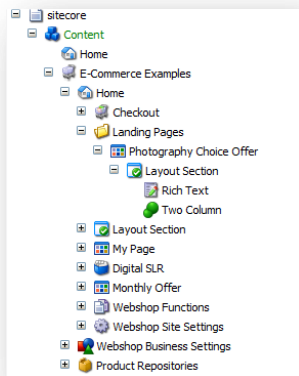 sitecore
Content
Home
E-Commerce Examples
Home
Checkout
Landing Pages
Photography Choice Offer
Layout Section
Rich Text
Two Column
Layout Section
My Page
Digital SLR
Monthly Offer
Webshop Functions
Webshop Site Settings
Webshop Business Settings
Product Repositories